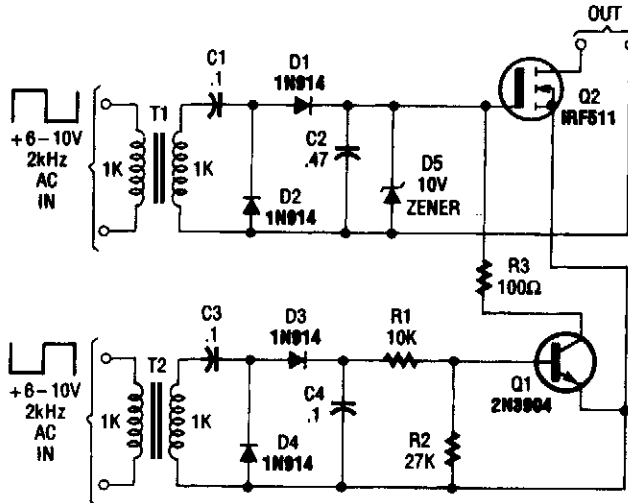 OUT
C1
.1
D1
1N914
Q2
IRF511
T1
+6-10V
2kHz
AC
IN
1K
1K
C2
.47
D5
10V
ZENER
D2
1N914
R3
100Ω
C3
.1
D3
1N914
R1
10K
T2
+6-10V
2kHz
AC
IN
1K
1K
C4
.1
Q1
2N3904
D4
1N914
R2
27K